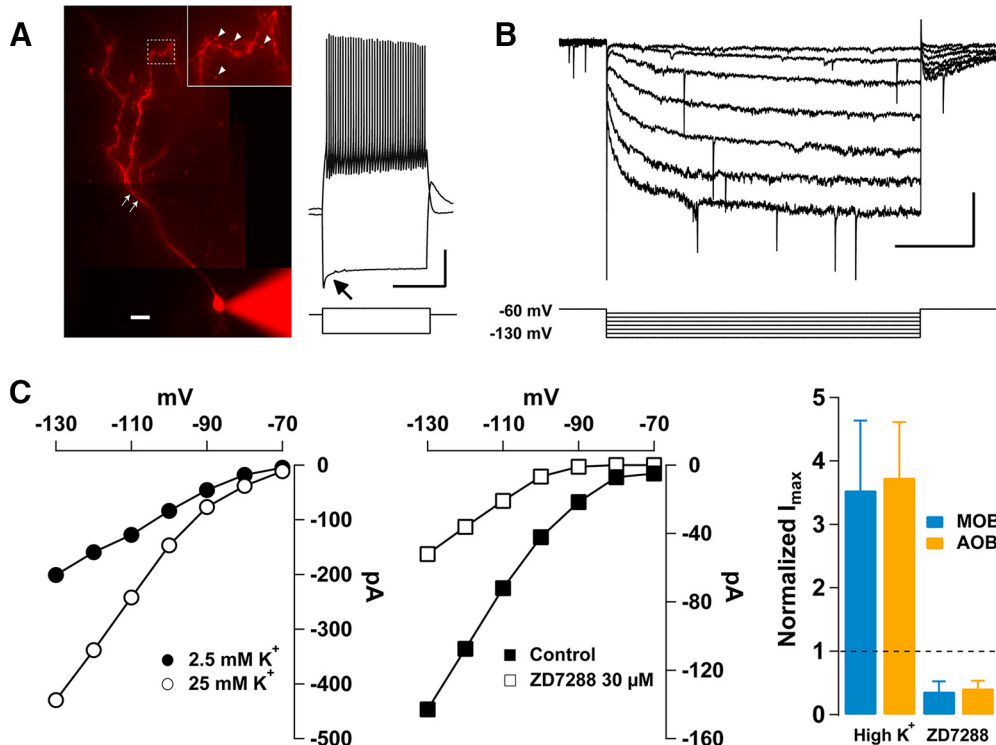 A
B
-60 mV
-130 mV
C
mV
-130 -110 -90 -70
0
-100
-200
-300
-400
-500
pA
2.5 mM K+
25 mM K+
mV
-130 -110 -90 -70
0
-40
-80
-120
-160
pA
Control
ZD7288 30 µM
Normalized Imax
5
4
3
2
1
0
MOB
AOB
High K+ ZD7288